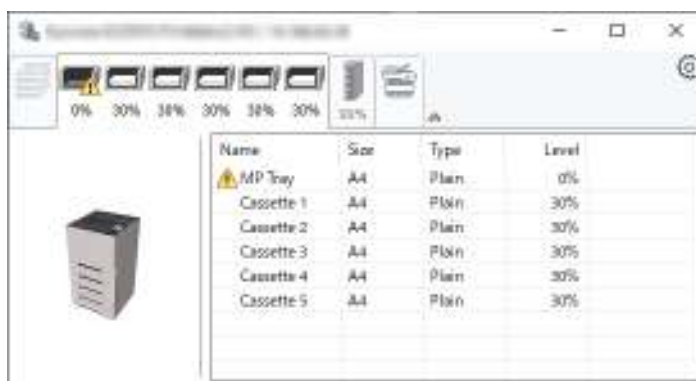 0% 30% 30% 30% 30% 30%
Name Size Type Level
MP Tray A4 Plain 0%
Cassette 1 A4 Plain 30%
Cassette 2 A4 Plain 30%
Cassette 3 A4 Plain 30%
Cassette 4 A4 Plain 30%
Cassette 5 A4 Plain 30%